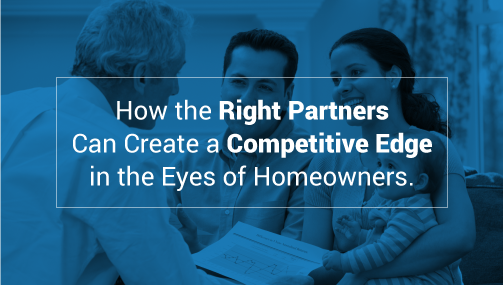 How the Right Partners
Can Create a Competitive Edge
in the Eyes of Homeowners.